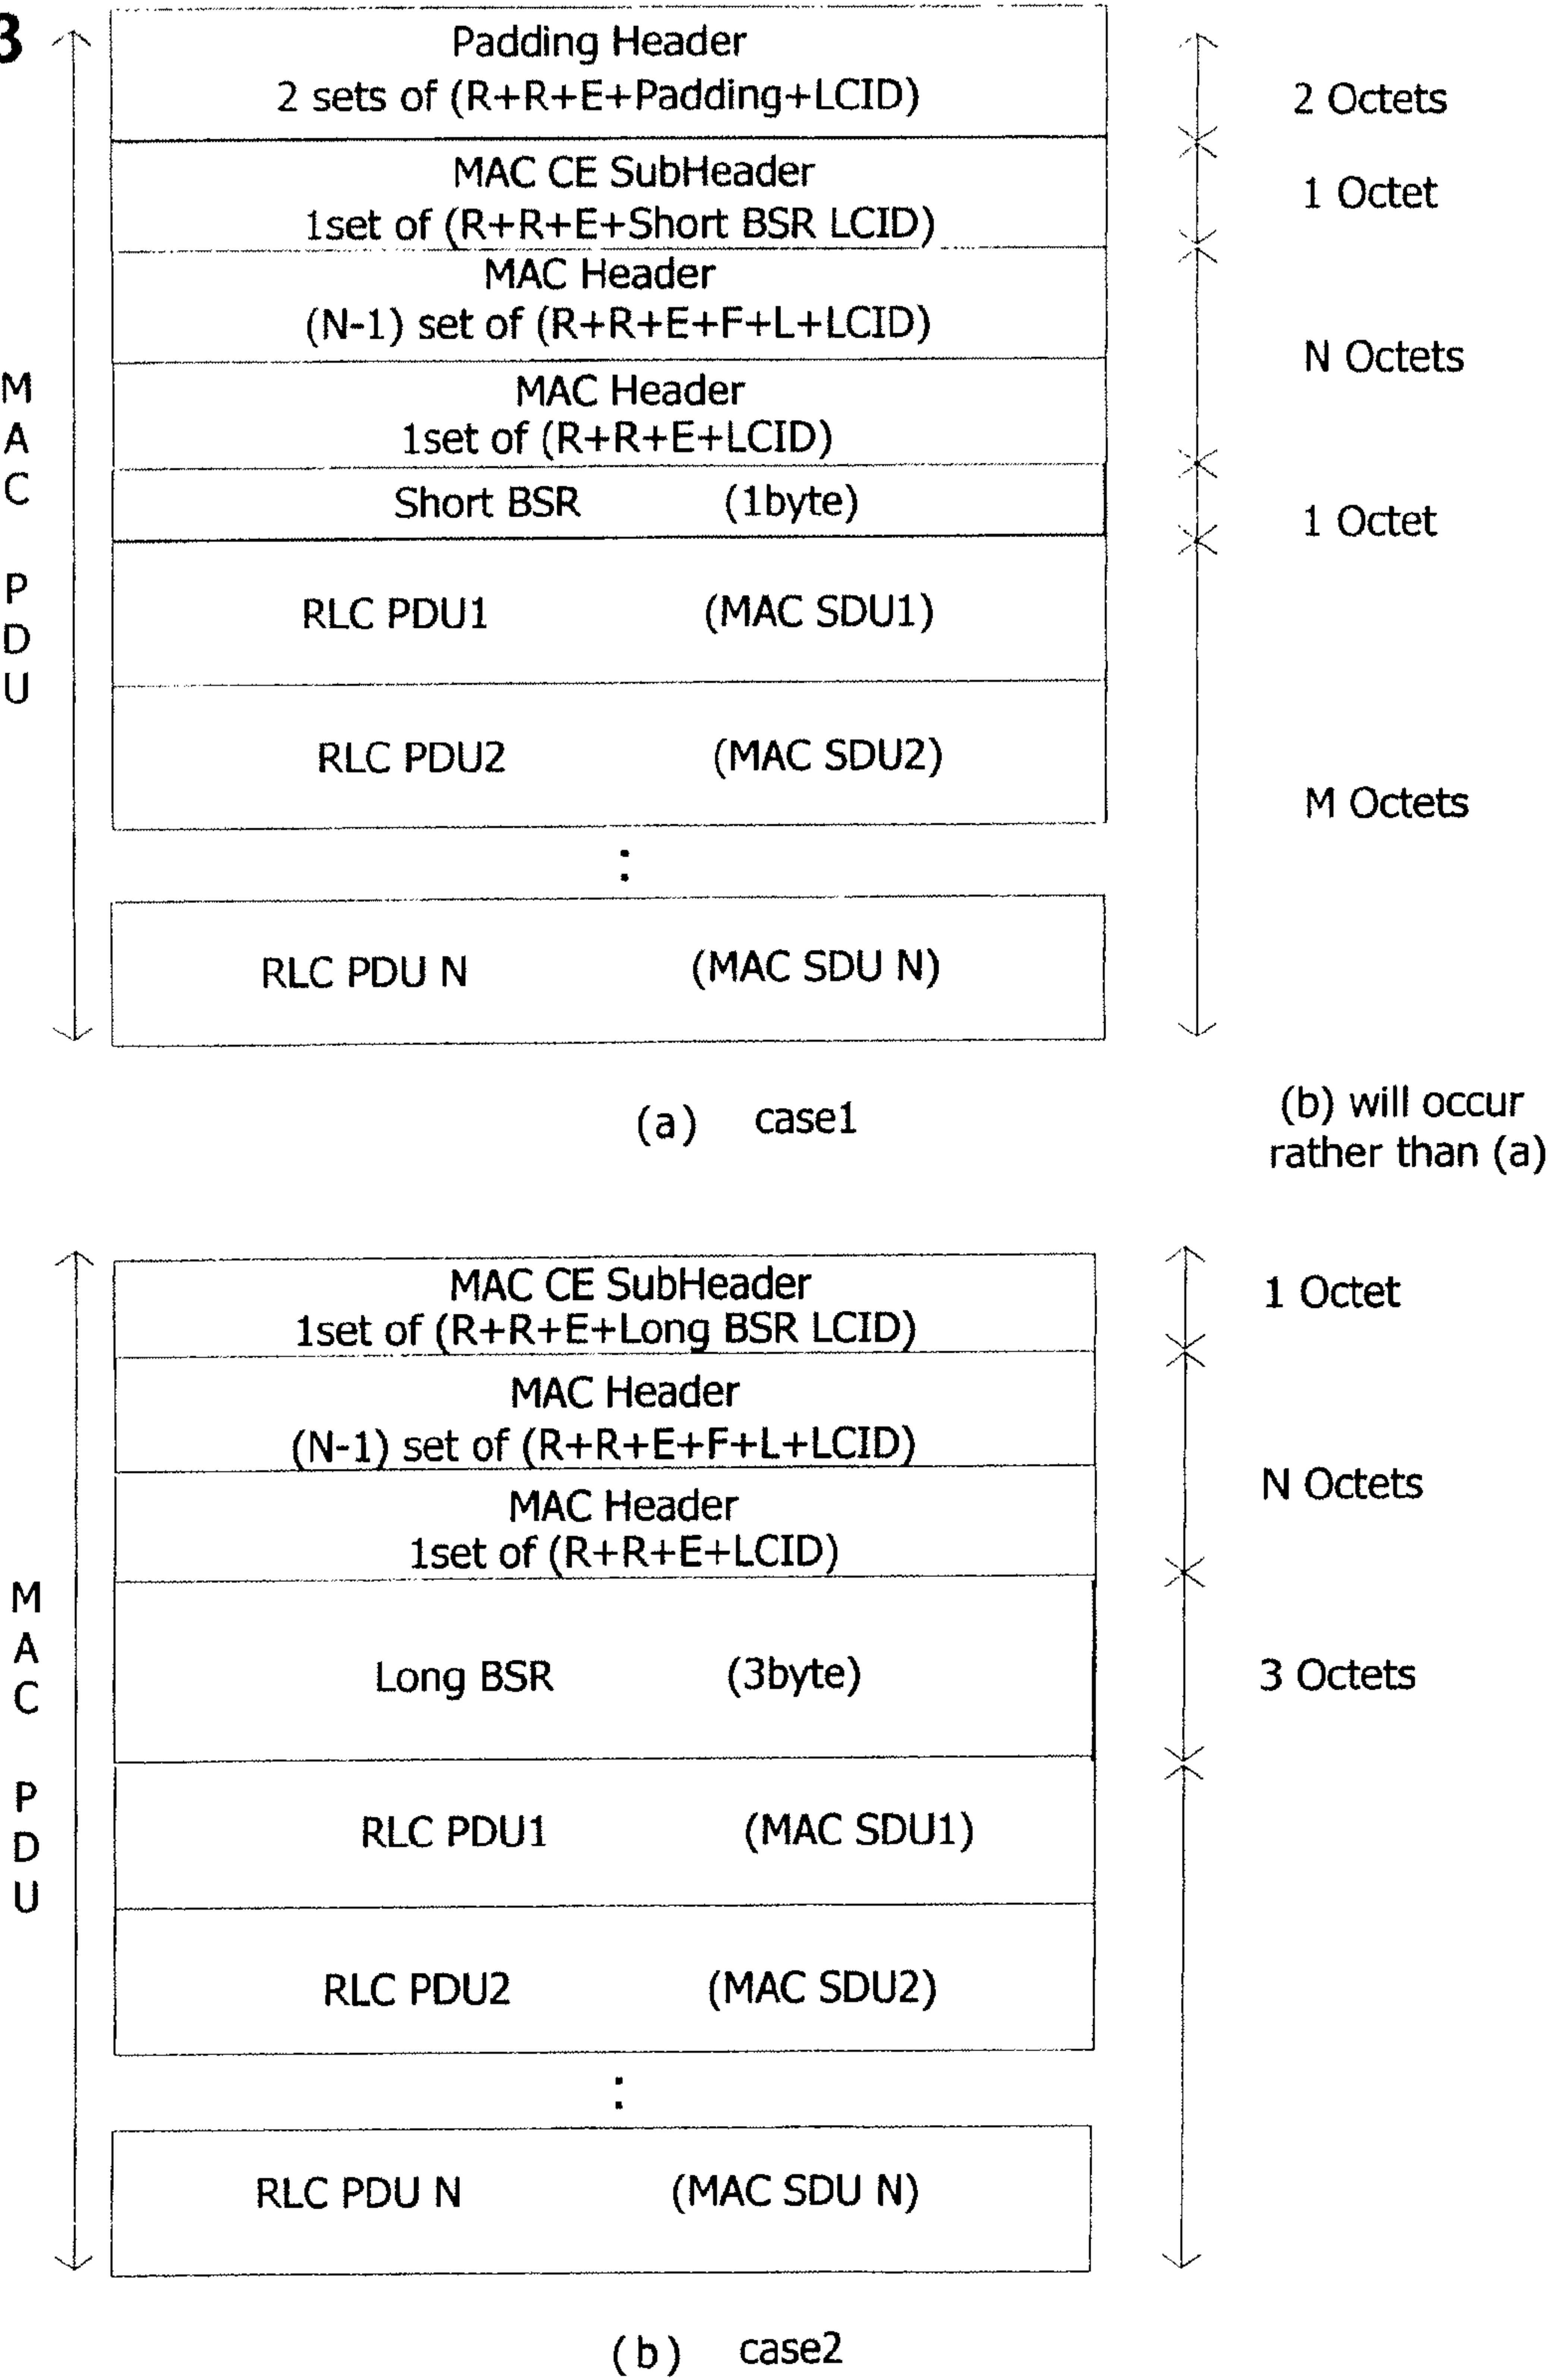 3
Padding Header
2 sets of (R+R+E+Padding+LCID)
2 Octets
MAC CE SubHeader
1set of (R+R+E+Short BSR LCID)
1 Octet
MAC Header
(N-1) set of (R+R+E+F+L+LCID)
N Octets
MAC Header
1set of (R+R+E+LCID)
Short BSR (1byte)
1 Octet
MAC PDU
RLC PDU1 (MAC SDU1)
RLC PDU2 (MAC SDU2)
M Octets
:
RLC PDU N (MAC SDU N)
(a) case1
(b) will occur
rather than (a)
MAC CE SubHeader
1set of (R+R+E+Long BSR LCID)
1 Octet
MAC Header
(N-1) set of (R+R+E+F+L+LCID)
N Octets
MAC Header
1set of (R+R+E+LCID)
MAC PDU
Long BSR (3byte)
3 Octets
RLC PDU1 (MAC SDU1)
RLC PDU2 (MAC SDU2)
:
RLC PDU N (MAC SDU N)
(b) case2